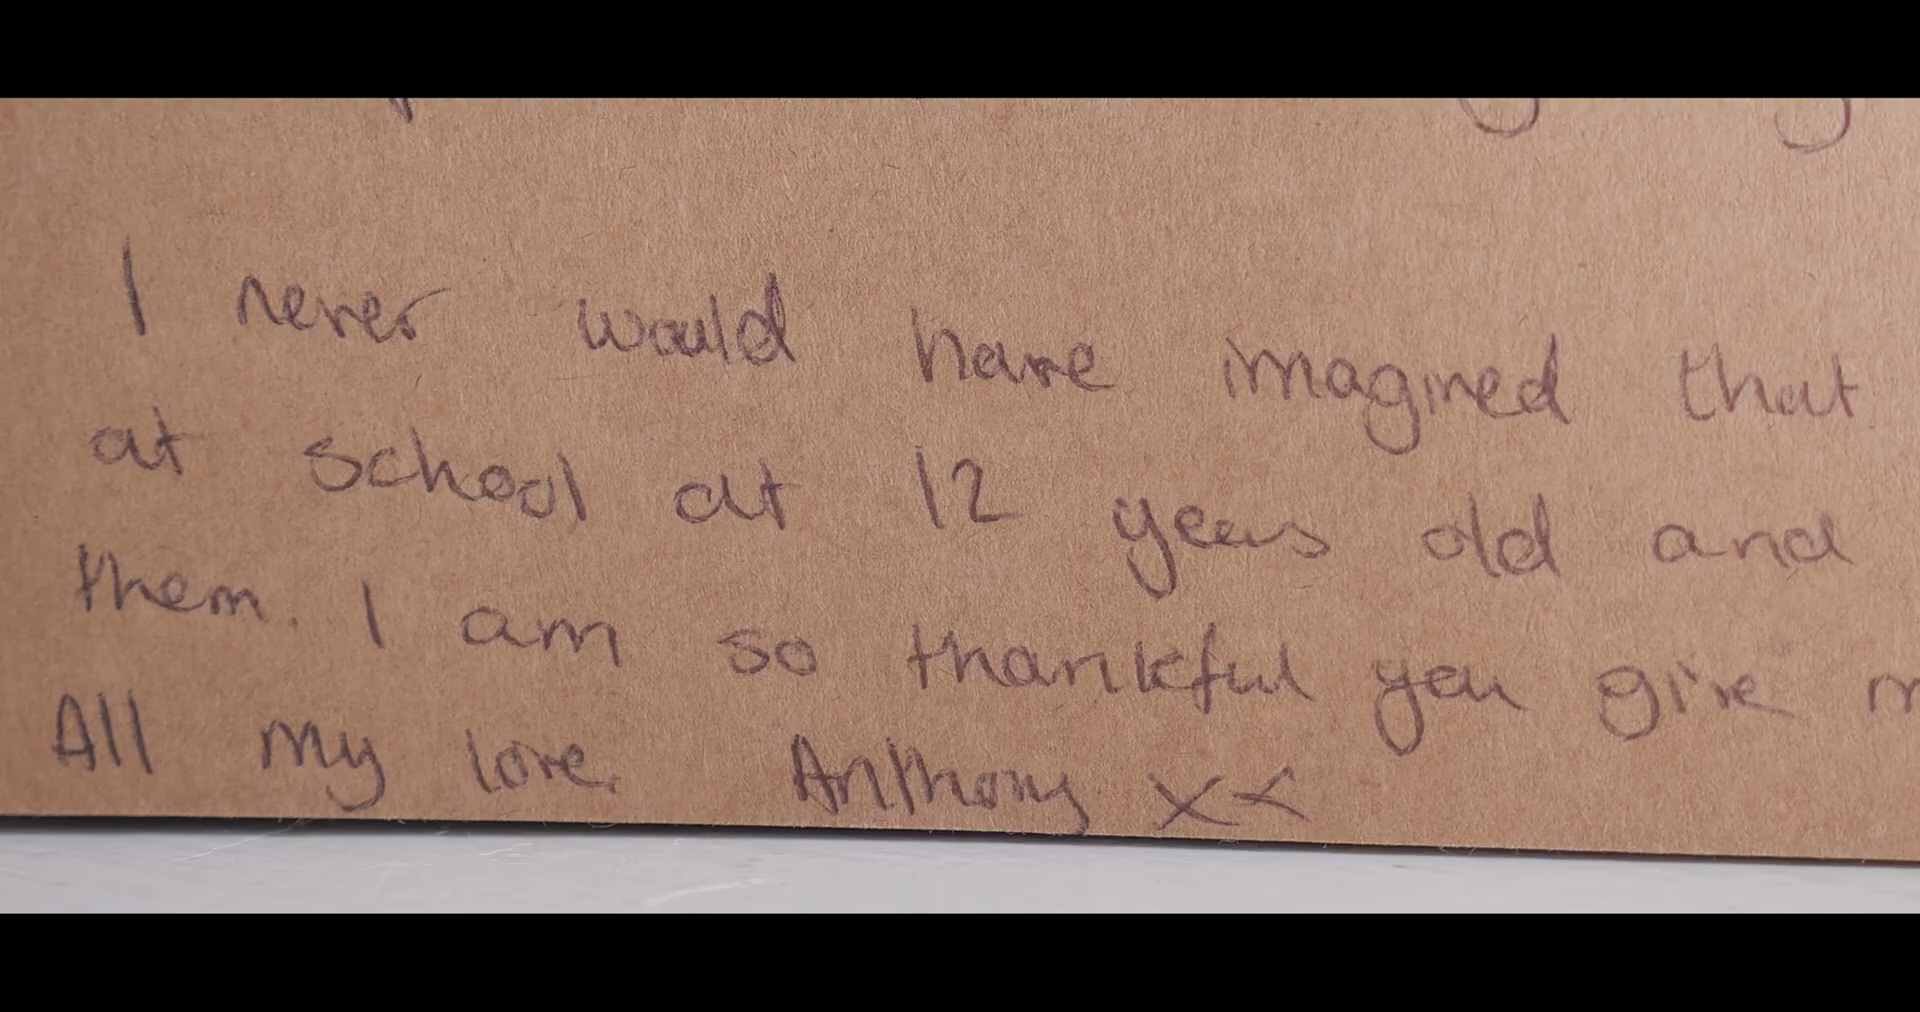 I never would have imagined that
at school at 12 years old and
them. I am so thankful you give
All my love Anthony xx